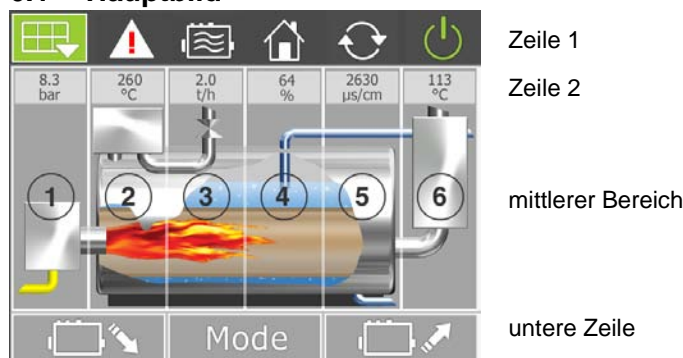 Zeile 1
8.3 260 2.0 64 2630 113
bar °C t/h % µs/cm °C
Zeile 2
1 2 3 4 5 6
mittlerer Bereich
Mode
untere Zeile